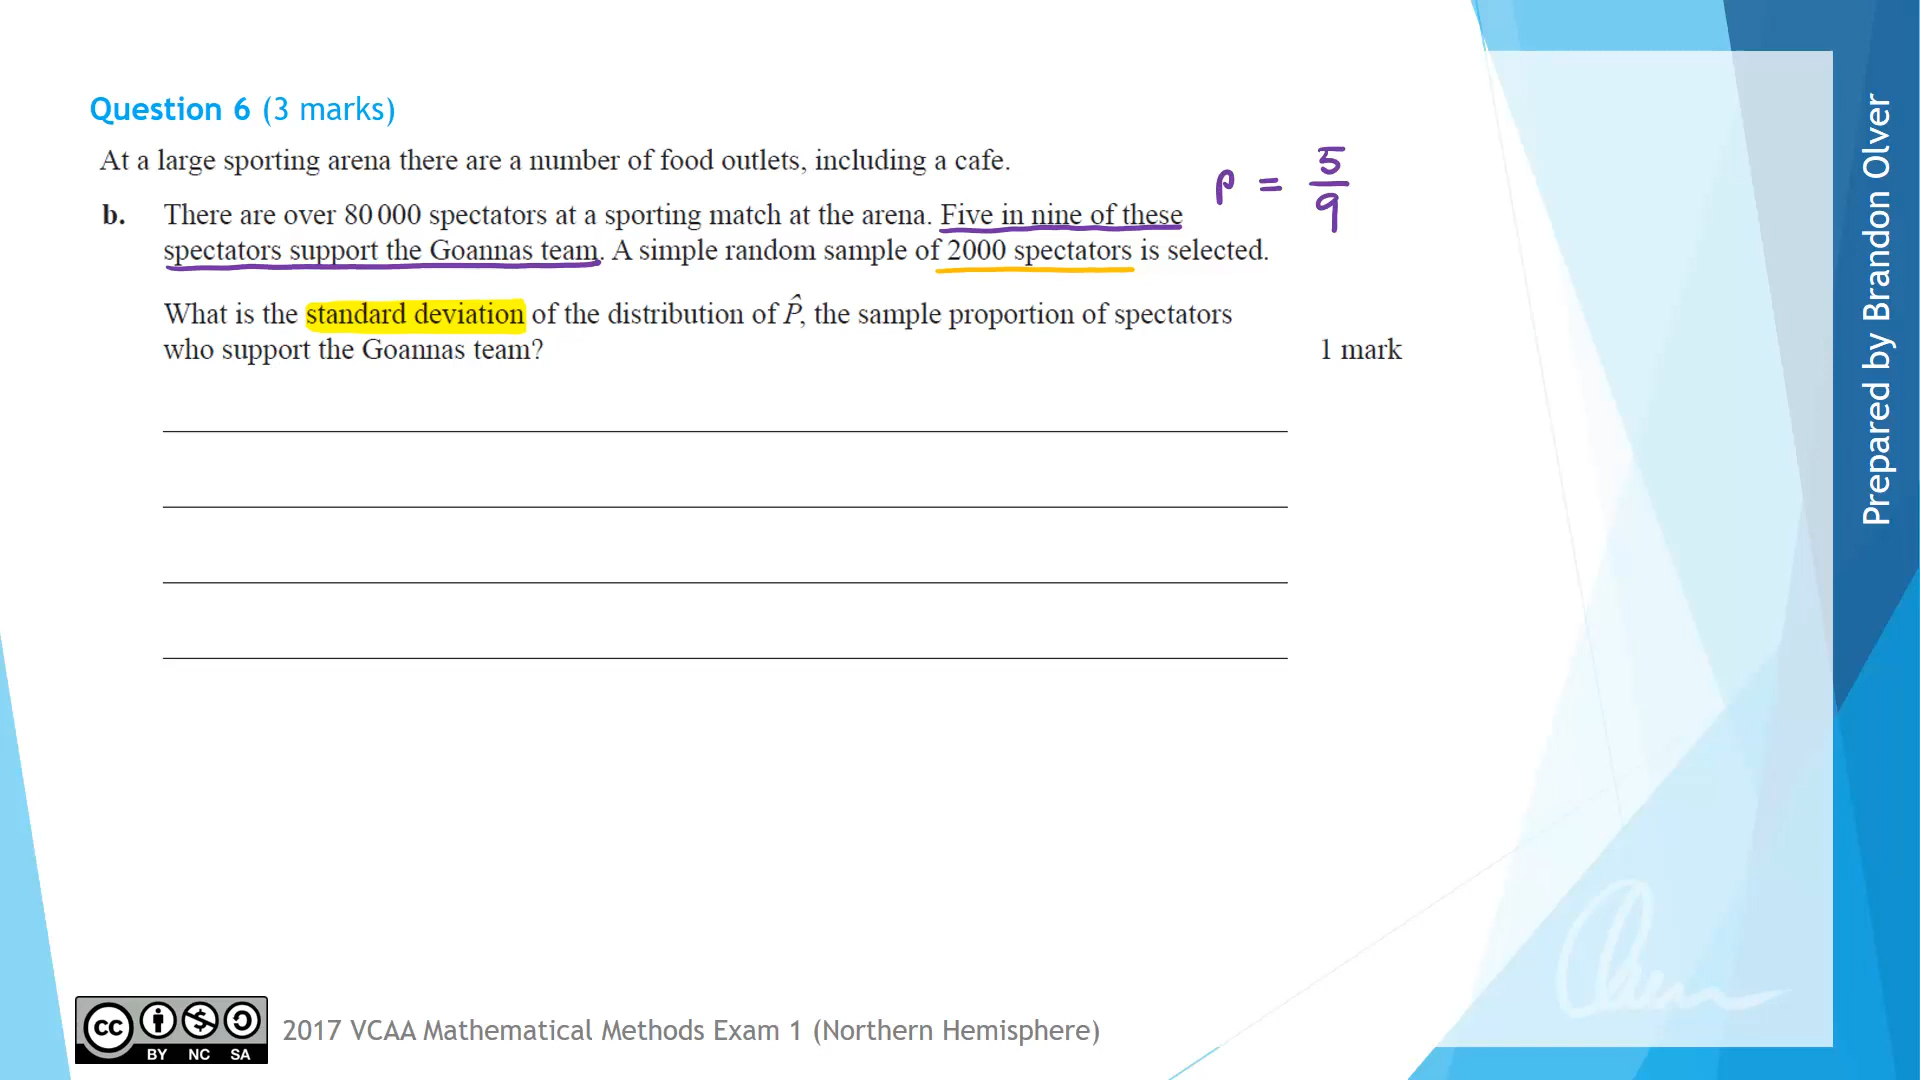 Question 6 (3 marks)
At a large sporting arena there are a number of food outlets, including a cafe.
p = 5/9
b. There are over 80 000 spectators at a sporting match at the arena. Five in nine of these
spectators support the Goannas team. A simple random sample of 2000 spectators is selected.
What is the standard deviation of the distribution of P̂, the sample proportion of spectators
who support the Goannas team? 1 mark
Prepared by Brandon Olver
cc BY NC SA
2017 VCAA Mathematical Methods Exam 1 (Northern Hemisphere)